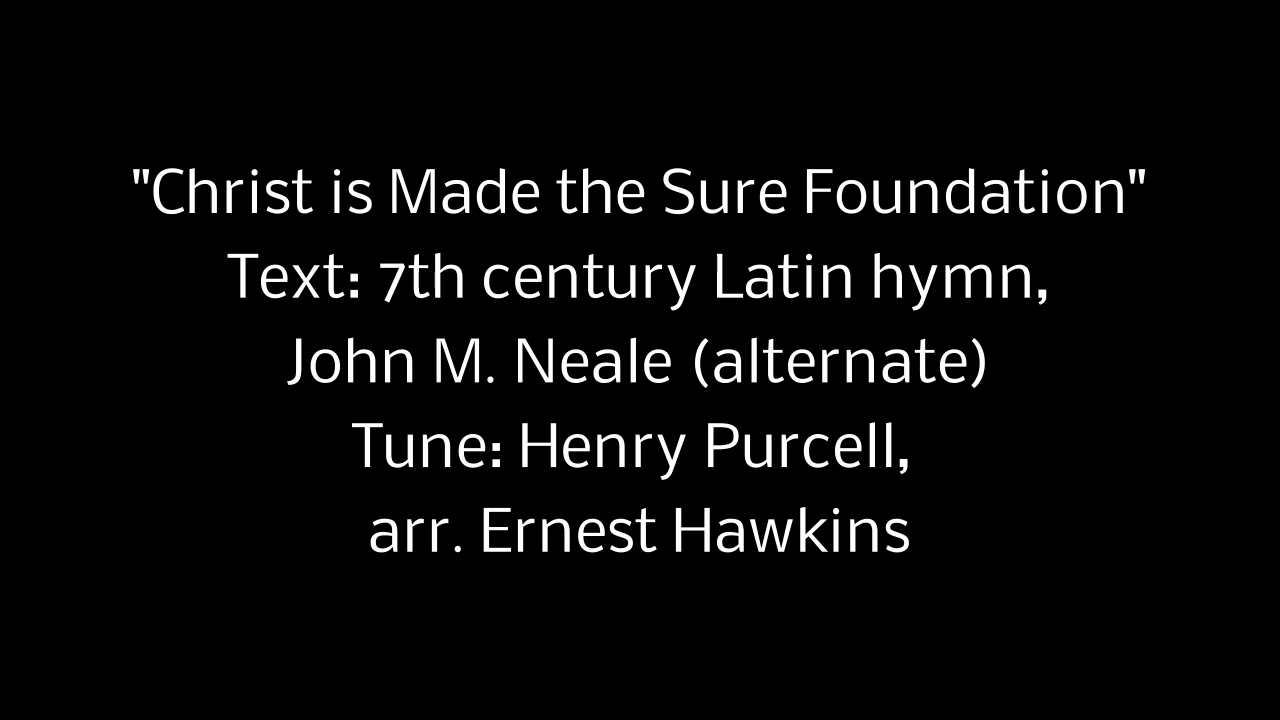 "Christ is Made the Sure Foundation"
Text: 7th century Latin hymn,
John M. Neale (alternate)
Tune: Henry Purcell,
arr. Ernest Hawkins